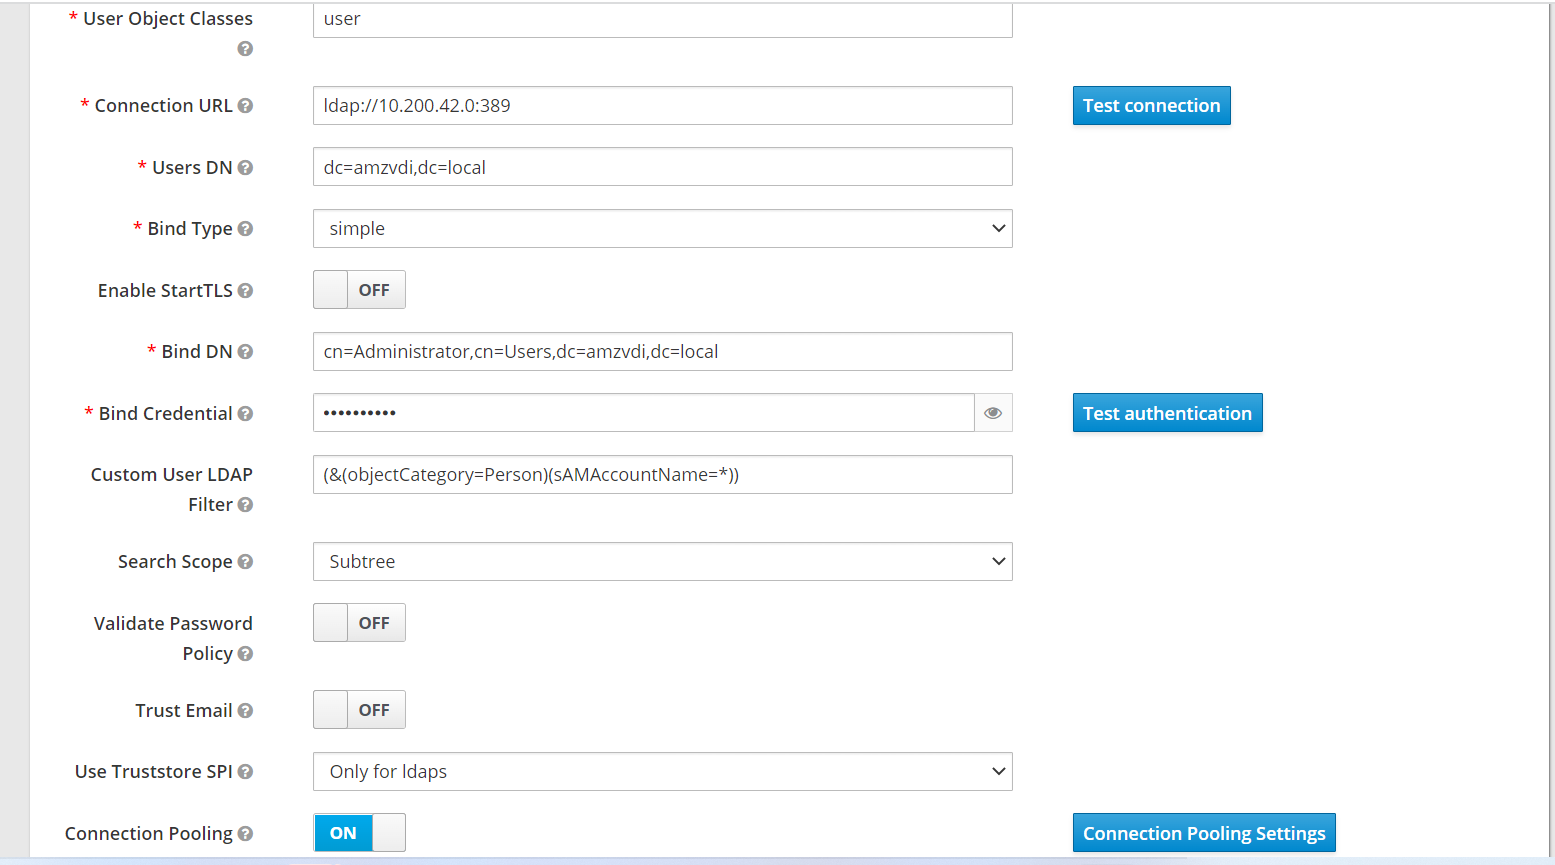 * User Object Classes
user
* Connection URL
ldap://10.200.42.0:389
Test connection
* Users DN
dc=amzvdi,dc=local
* Bind Type
simple
Enable StartTLS
OFF
* Bind DN
cn=Administrator,cn=Users,dc=amzvdi,dc=local
* Bind Credential
••••••••••
Test authentication
Custom User LDAP
Filter
(&(objectCategory=Person)(sAMAccountName=*))
Search Scope
Subtree
Validate Password
Policy
OFF
Trust Email
OFF
Use Truststore SPI
Only for ldaps
Connection Pooling
ON
Connection Pooling Settings